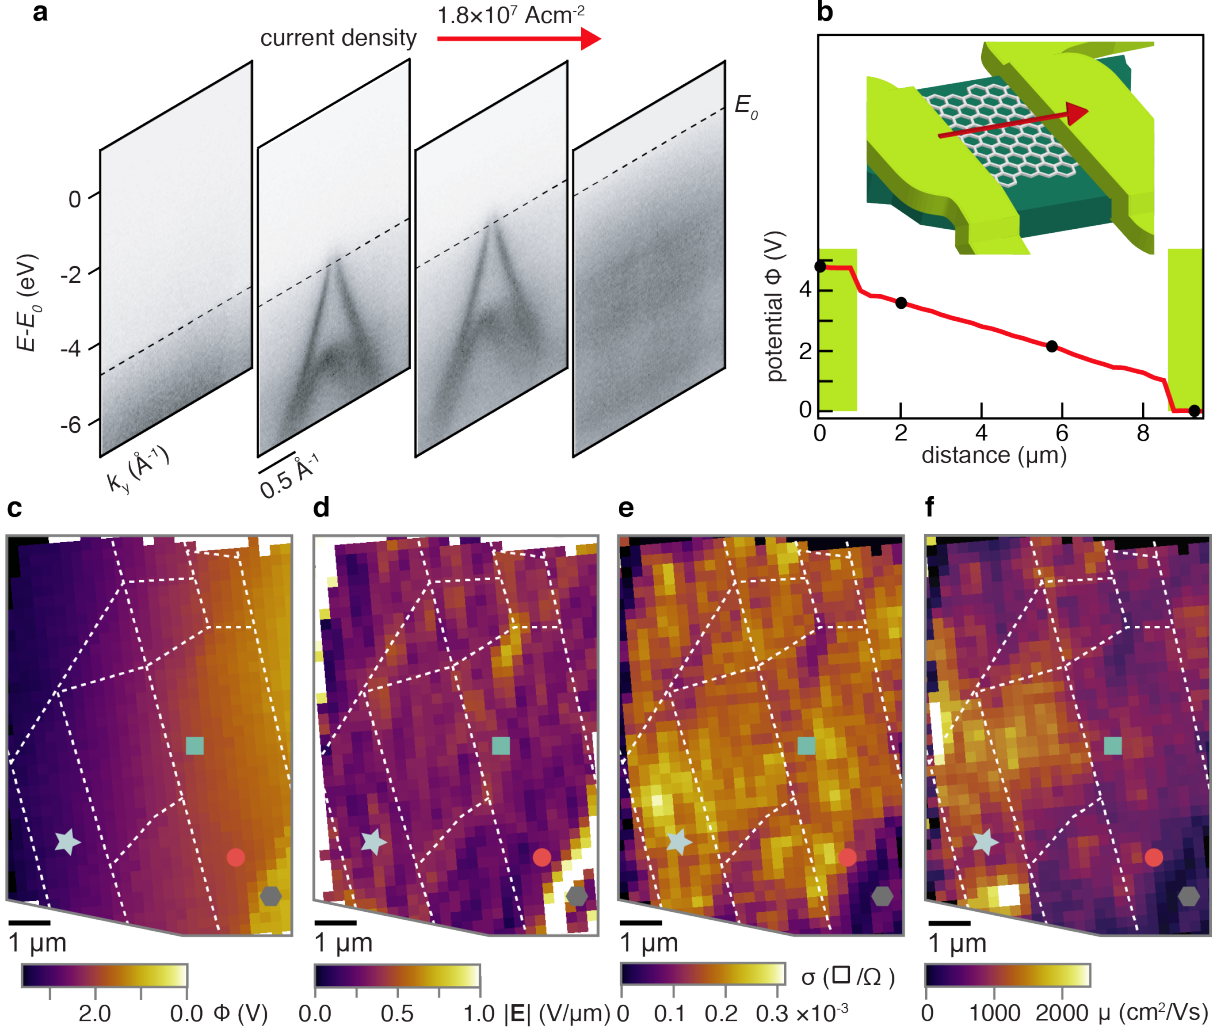 a
1.8×10⁷ Acm⁻²
current density
E₀
0
-2
-4
-6
E-E₀ (eV)
k_y (Å⁻¹)
0.5 Å⁻¹
b
potential Φ (V)
4
2
0
0 2 4 6 8
distance (μm)
c d e f
1 μm 1 μm 1 μm 1 μm
2.0 0.0 Φ (V)
0.0 0.5 1.0 |E| (V/μm)
σ (□/Ω)
0 0.1 0.2 0.3 ×10⁻³
0 1000 2000 μ (cm²/Vs)